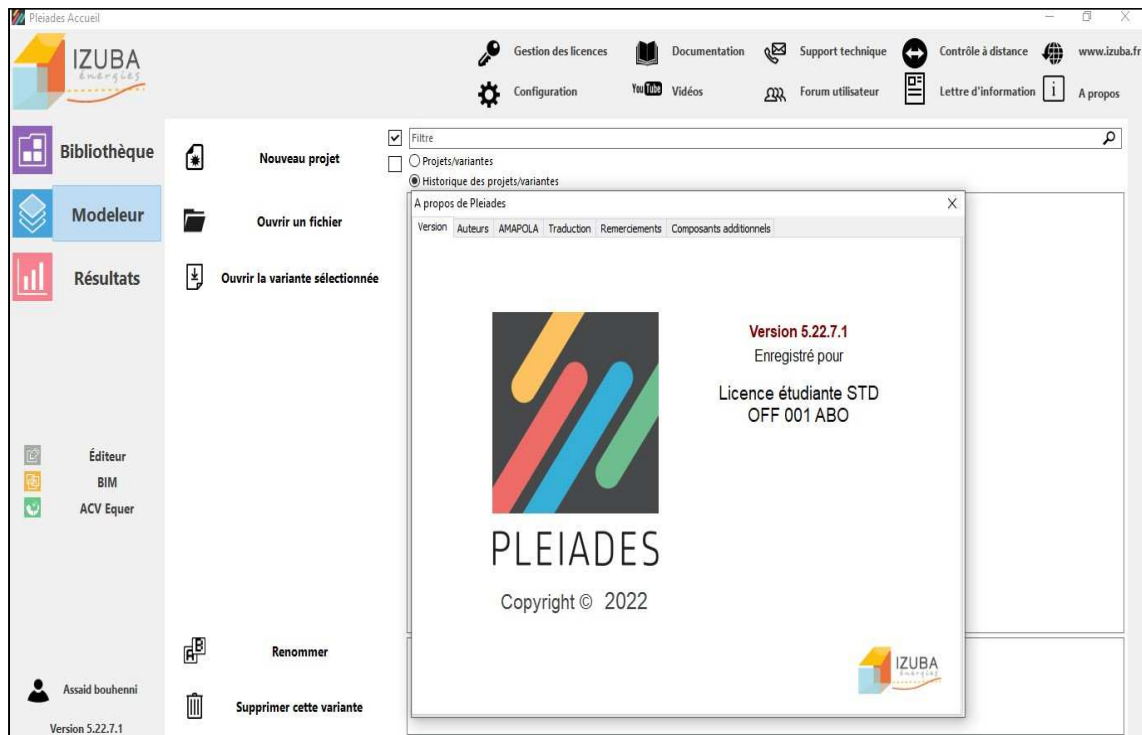 Pleiades Accueil
IZUBA
énergies
Gestion des licences
Documentation
Support technique
Contrôle à distance
www.izuba.fr
Configuration
You Tube
Vidéos
Forum utilisateur
Lettre d'information
i
A propos
Bibliothèque
Modeleur
Résultats
Nouveau projet
Ouvrir un fichier
Ouvrir la variante sélectionnée
Filtre
Projets/variantes
Historique des projets/variantes
A propos de Pleiades
Version Auteurs AMAPOLA Traduction Remerciements Composants additionnels
Version 5.22.7.1
Enregistré pour
Licence étudiante STD
OFF 001 ABO
PLEIADES
Copyright © 2022
IZUBA
énergies
Éditeur
BIM
ACV Equer
A B
Renommer
Supprimer cette variante
Assaid bouhenni
Version 5.22.7.1